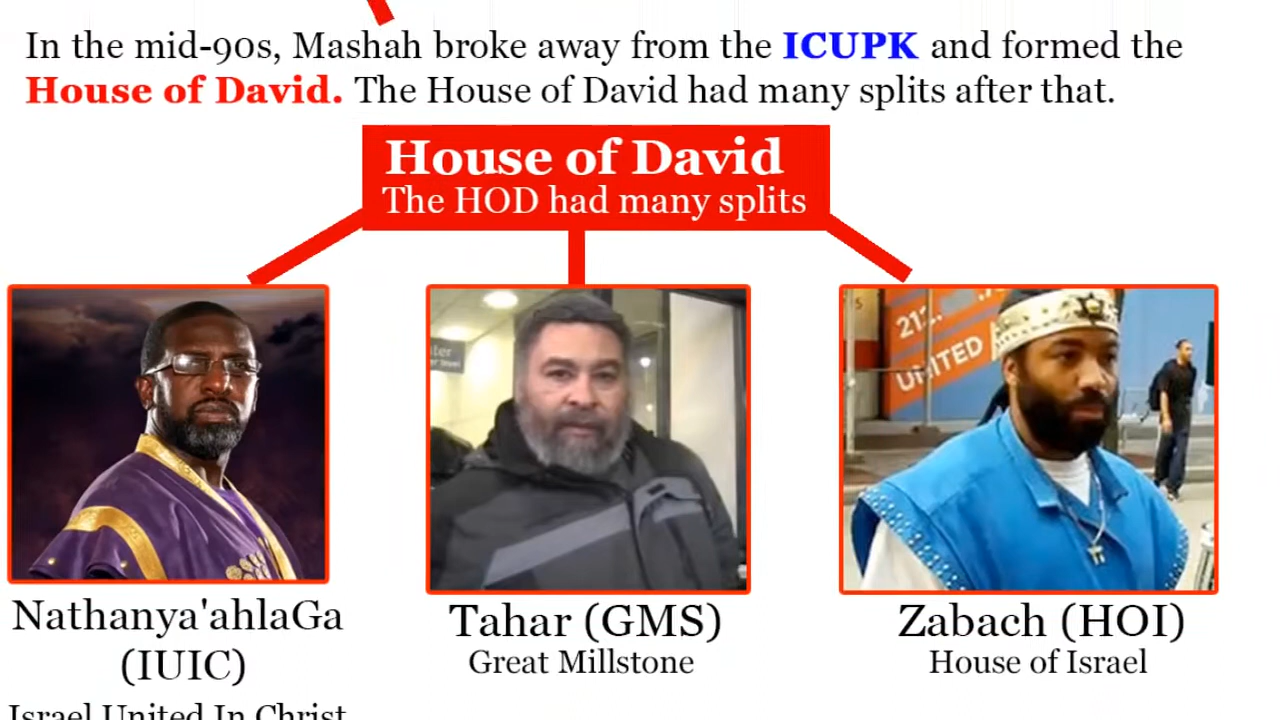 In the mid-90s, Mashah broke away from the ICUPK and formed the
House of David. The House of David had many splits after that.
House of David
The HOD had many splits
212.
UNITED
Nathanya'ahlaGa
(IUIC)
Israel United In Christ
Tahar (GMS)
Great Millstone
Zabach (HOI)
House of Israel